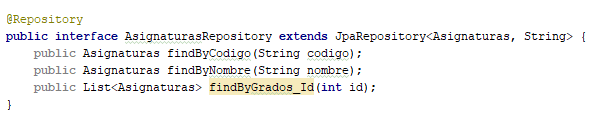 @Repository
public interface AsignaturasRepository extends JpaRepository<Asignaturas, String> {
public Asignaturas findByCodigo(String codigo);
public Asignaturas findByNombre(String nombre);
public List<Asignaturas> findByGrados_Id(int id);
}